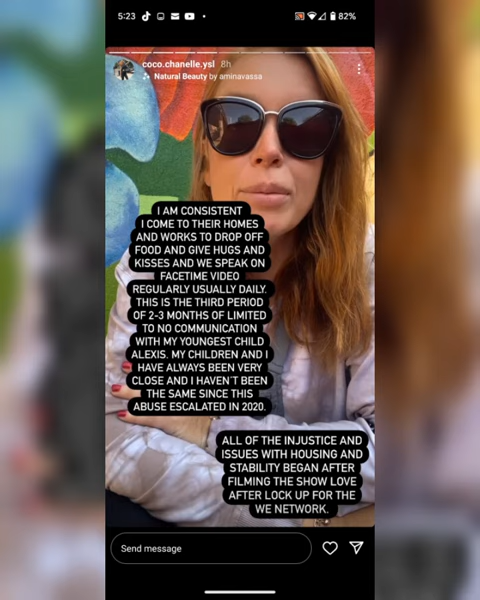 5:23
82%
coco.chanelle.ysl 8h
Natural Beauty by aminavassa
I AM CONSISTENT
I COME TO THEIR HOMES
AND WORKS TO DROP OFF
FOOD AND GIVE HUGS AND
KISSES AND WE SPEAK ON
FACETIME VIDEO
REGULARLY USUALLY DAILY.
THIS IS THE THIRD PERIOD
OF 2-3 MONTHS OF LIMITED
TO NO COMMUNICATION
WITH MY YOUNGEST CHILD
ALEXIS. MY CHILDREN AND I
HAVE ALWAYS BEEN VERY
CLOSE AND I HAVEN'T BEEN
THE SAME SINCE THIS
ABUSE ESCALATED IN 2020.
ALL OF THE INJUSTICE AND
ISSUES WITH HOUSING AND
STABILITY BEGAN AFTER
FILMING THE SHOW LOVE
AFTER LOCK UP FOR THE
WE NETWORK.
Send message